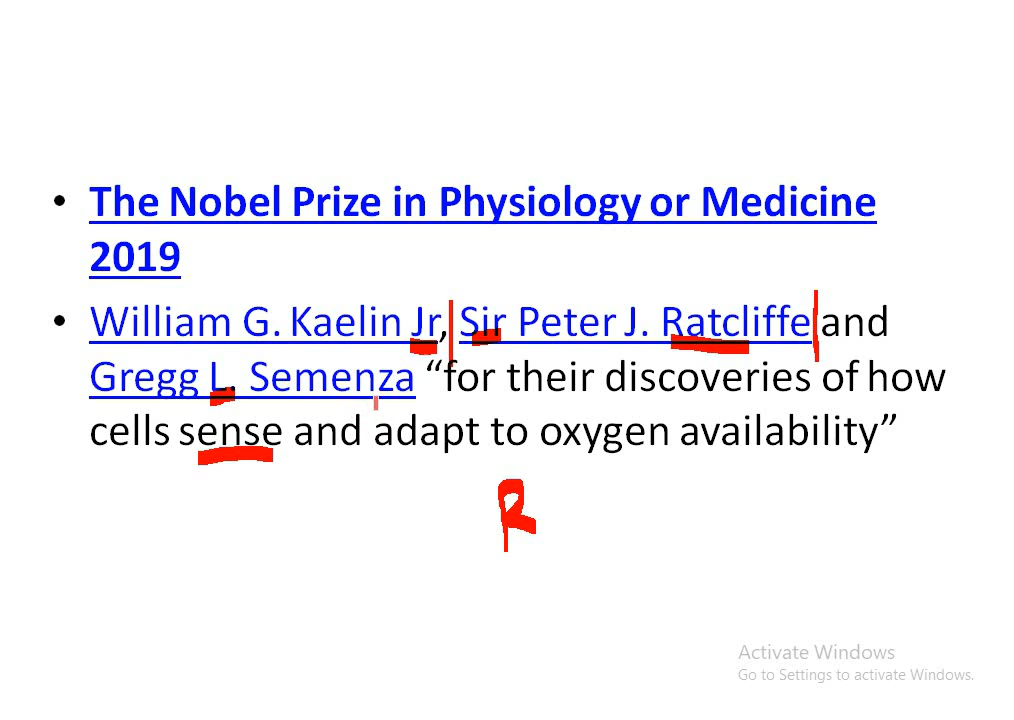 • The Nobel Prize in Physiology or Medicine
2019
• William G. Kaelin Jr, Sir Peter J. Ratcliffe and
Gregg L. Semenza “for their discoveries of how
cells sense and adapt to oxygen availability”
R
Activate Windows
Go to Settings to activate Windows.